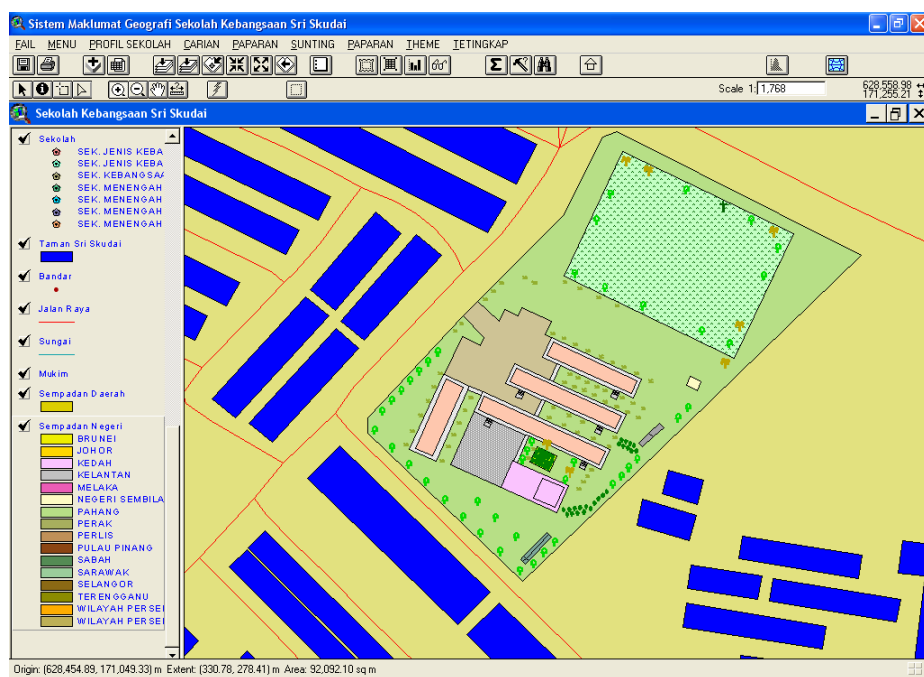 Sistem Maklumat Geografi Sekolah Kebangsaan Sri Skudai
FAIL MENU PROFIL SEKOLAH CARIAN PAPARAN SUNTING PAPARAN THEME TETINGKAP
Scale 1: 1,768
628,558.98
171,255.21
Sekolah Kebangsaan Sri Skudai
Sekolah
SEK. JENIS KEBA
SEK. JENIS KEBA
SEK. KEBANGSAA
SEK. MENENGAH
SEK. MENENGAH
SEK. MENENGAH
SEK. MENENGAH
Taman Sri Skudai
Bandar
Jalan Raya
Sungai
Mukim
Sempadan Daerah
Sempadan Negeri
BRUNEI
JOHOR
KEDAH
KELANTAN
MELAKA
NEGERI SEMBILA
PAHANG
PERAK
PERLIS
PULAU PINANG
SABAH
SARAWAK
SELANGOR
TERENGGANU
WILAYAH PERSEI
WILAYAH PERSEI
Origin: (628,454.89, 171,049.33) m Extent: (330.78, 278.41) m Area: 92,092.10 sq m